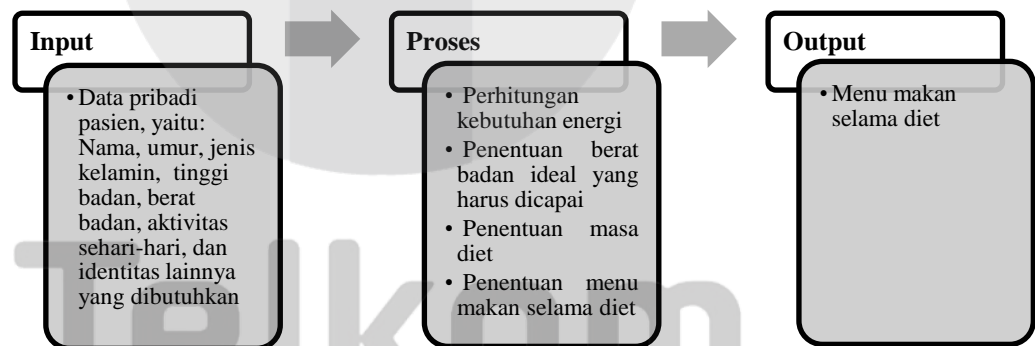 Input
• Data pribadi
pasien, yaitu:
Nama, umur, jenis
kelamin, tinggi
badan, berat
badan, aktivitas
sehari-hari, dan
identitas lainnya
yang dibutuhkan
Proses
• Perhitungan
kebutuhan energi
• Penentuan berat
badan ideal yang
harus dicapai
• Penentuan masa
diet
• Penentuan menu
makan selama diet
Output
• Menu makan
selama diet
Telkom